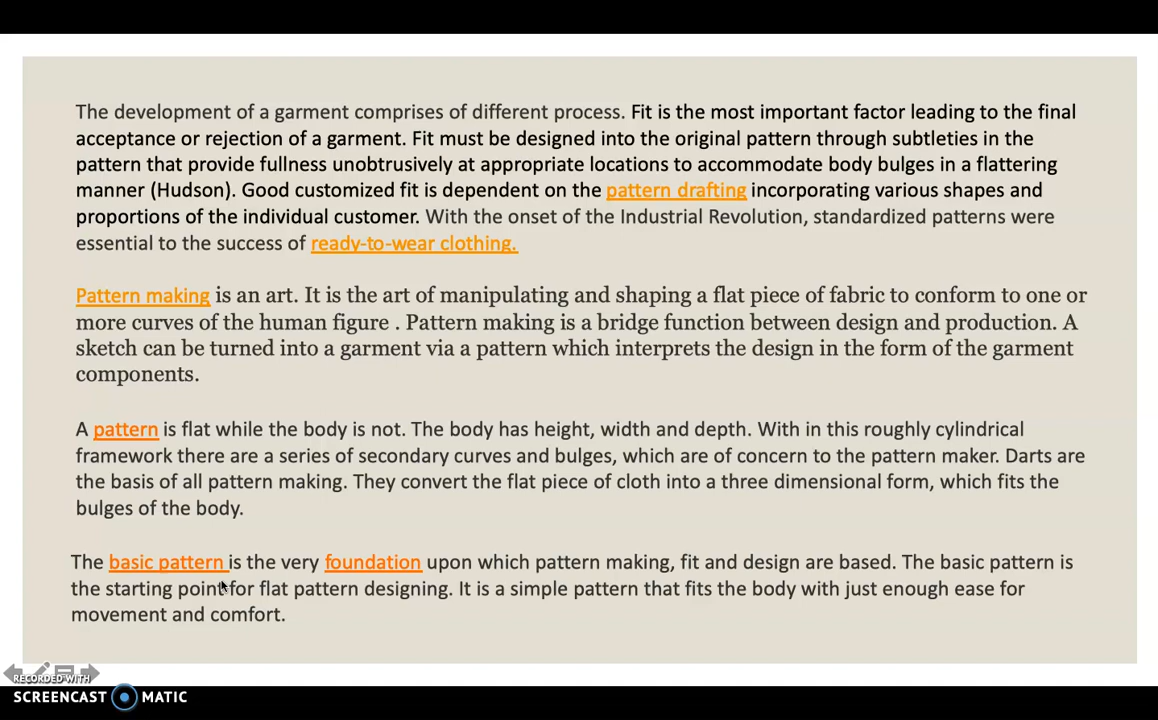 The development of a garment comprises of different process. Fit is the most important factor leading to the final
acceptance or rejection of a garment. Fit must be designed into the original pattern through subtleties in the
pattern that provide fullness unobtrusively at appropriate locations to accommodate body bulges in a flattering
manner (Hudson). Good customized fit is dependent on the pattern drafting incorporating various shapes and
proportions of the individual customer. With the onset of the Industrial Revolution, standardized patterns were
essential to the success of ready-to-wear clothing.
Pattern making is an art. It is the art of manipulating and shaping a flat piece of fabric to conform to one or
more curves of the human figure . Pattern making is a bridge function between design and production. A
sketch can be turned into a garment via a pattern which interprets the design in the form of the garment
components.
A pattern is flat while the body is not. The body has height, width and depth. With in this roughly cylindrical
framework there are a series of secondary curves and bulges, which are of concern to the pattern maker. Darts are
the basis of all pattern making. They convert the flat piece of cloth into a three dimensional form, which fits the
bulges of the body.
The basic pattern is the very foundation upon which pattern making, fit and design are based. The basic pattern is
the starting point for flat pattern designing. It is a simple pattern that fits the body with just enough ease for
movement and comfort.
RECORDED WITH
SCREENCAST MATIC